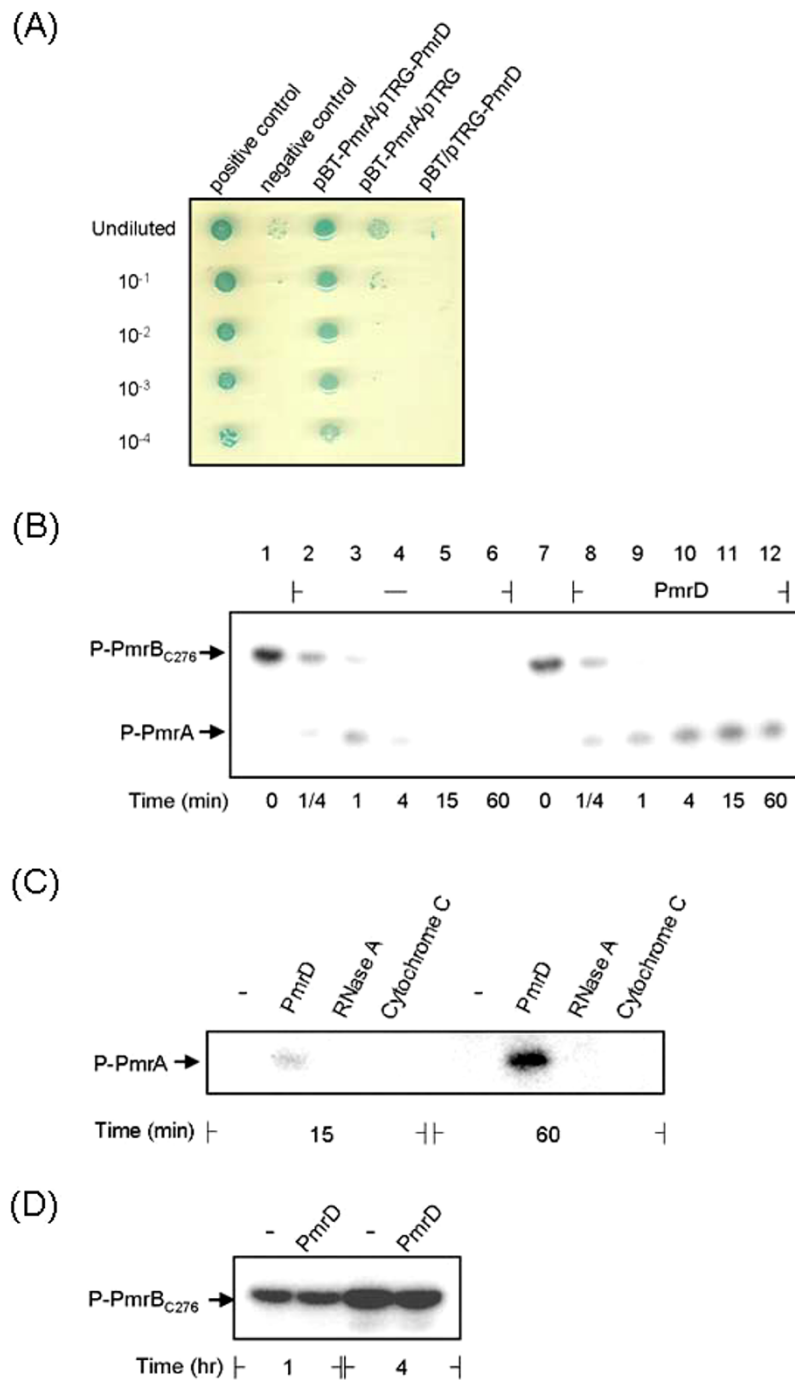 (A)
positive control
negative control
pBT-PmrA/pTRG-PmrD
pBT-PmrA/pTRG
pBT/pTRG-PmrD
Undiluted
10-1
10-2
10-3
10-4
(B)
1 2 3 4 5 6 7 8 9 10 11 12
— PmrD
P-PmrBC276
P-PmrA
Time (min) 0 1/4 1 4 15 60 0 1/4 1 4 15 60
(C)
- PmrD RNase A Cytochrome C - PmrD RNase A Cytochrome C
P-PmrA
Time (min) 15 60
(D)
- PmrD - PmrD
P-PmrBC276
Time (hr) 1 4